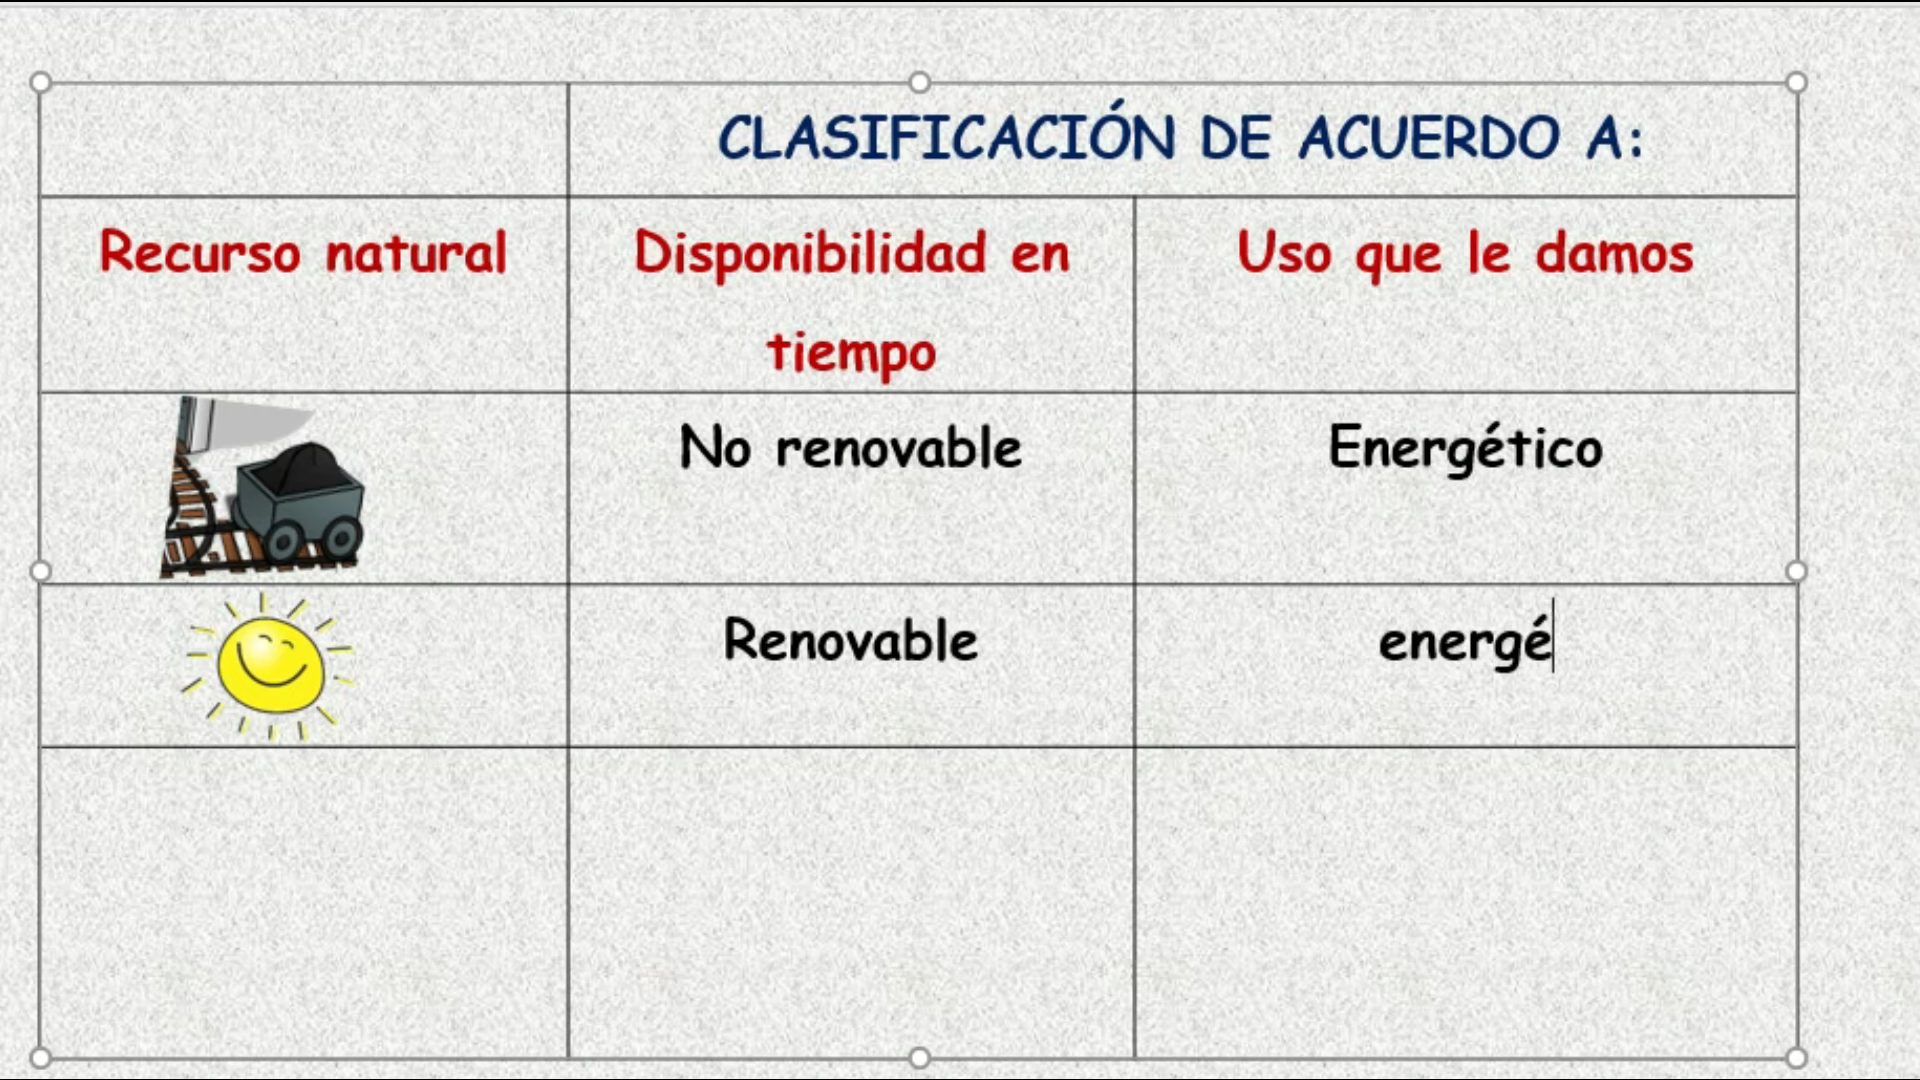 CLASIFICACIÓN DE ACUERDO A:
Recurso natural
Disponibilidad en
tiempo
Uso que le damos
No renovable
Energético
Renovable
energé